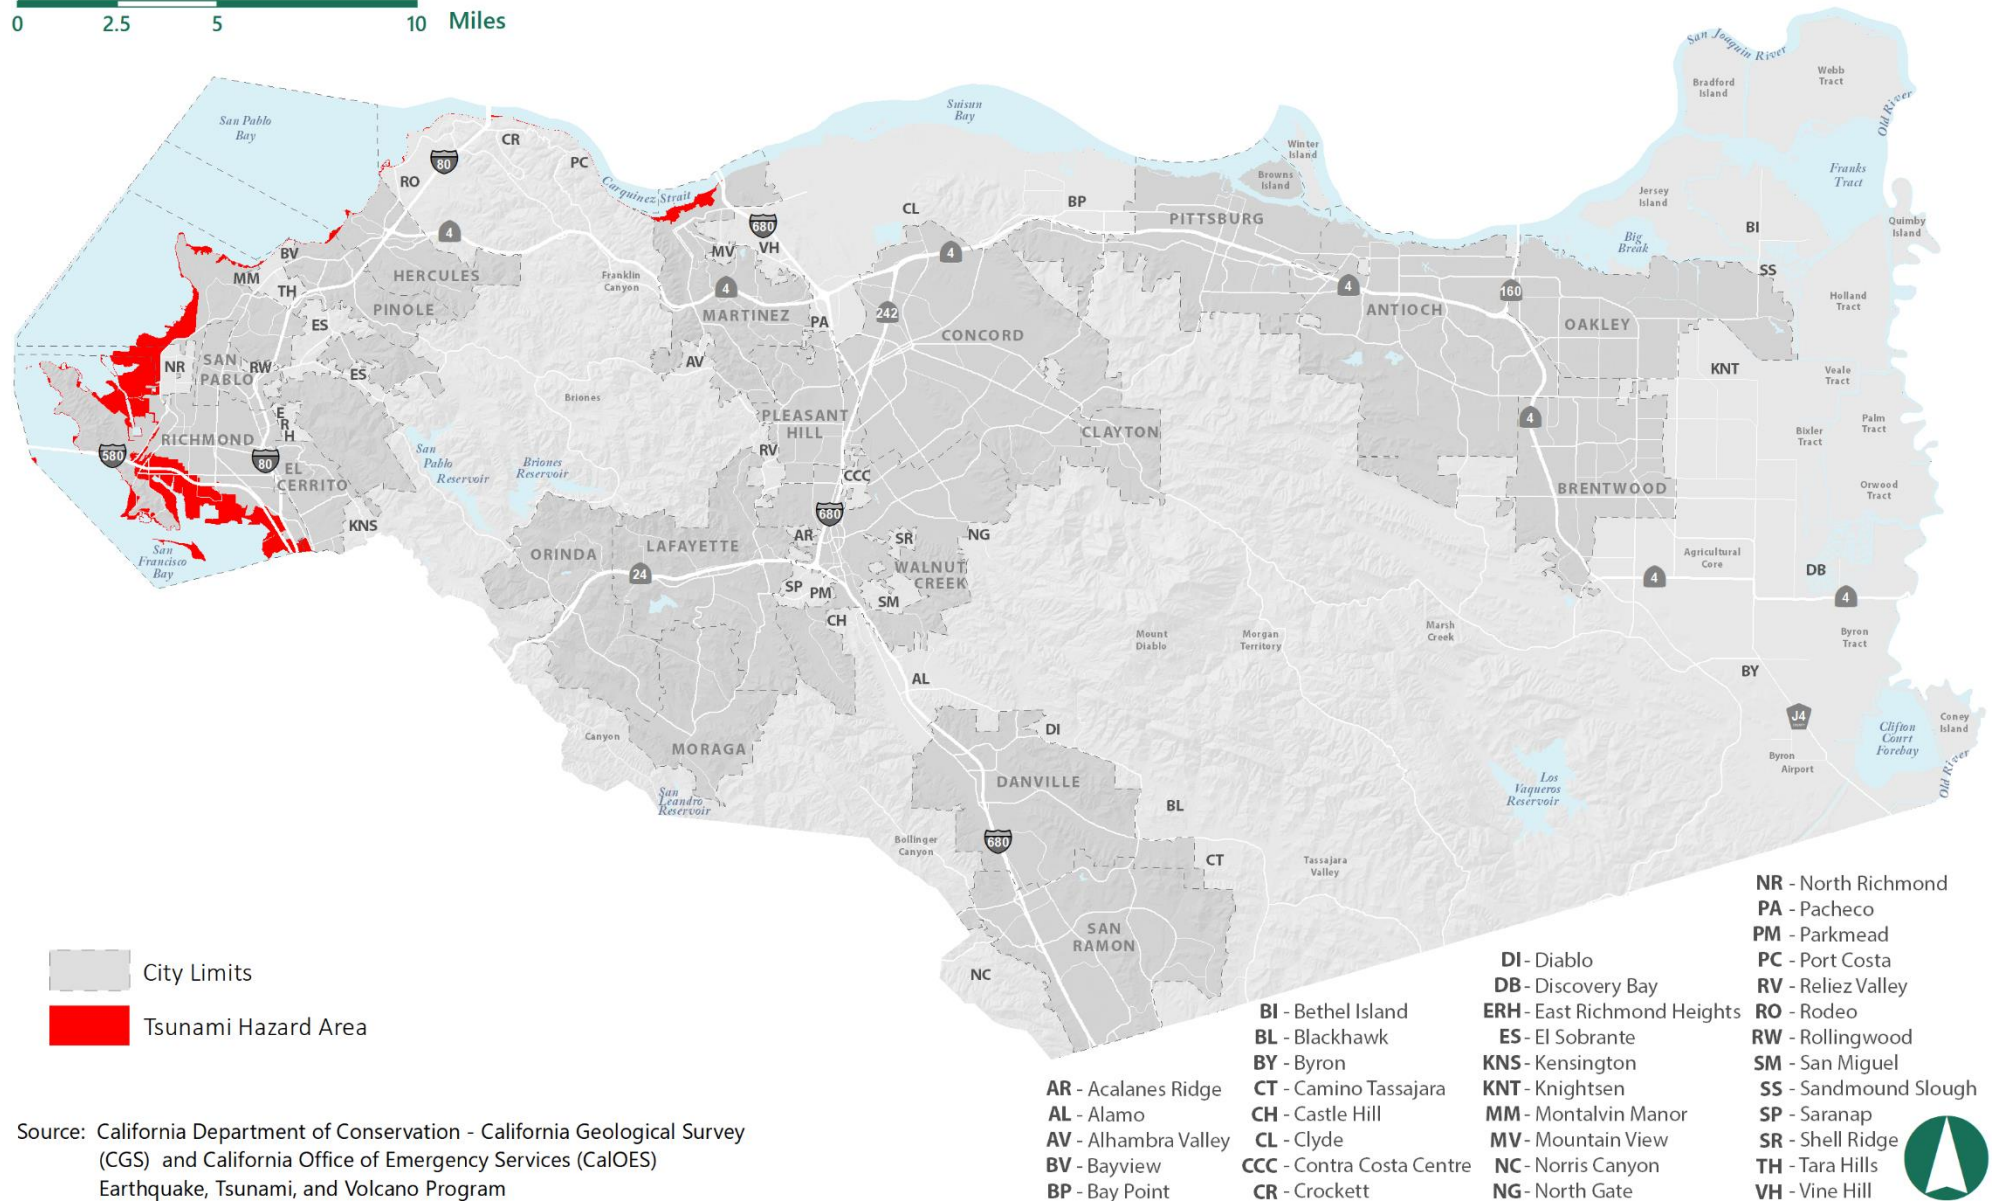 0 2.5 5 10 Miles
San Joaquin River
Webb
Tract
Bradford
Island
Old River
San Pablo
Bay
Suisun
Bay
CR
80
PC
RO
Carquinez Strait
Winter
Island
Browns
Island
Franks
Tract
Jersey
Island
BI
Quimby
Island
CL
BP
PITTSBURG
680
4
BV
MV
VH
4
Big
Break
MM
TH
HERCULES
Franklin
Canyon
4
SS
4
160
Holland
Tract
PINOLE
ES
MARTINEZ
PA
242
CONCORD
ANTIOCH
OAKLEY
NR
SAN
PABLO
RW
ES
AV
KNT
Veale
Tract
Briones
PLEASANT
HILL
CLAYTON
4
Palm
Tract
Bixler
Tract
E
R
H
RICHMOND
580
80
EL
CERRITO
San
Pablo
Reservoir
Briones
Reservoir
RV
CCC
BRENTWOOD
Orwood
Tract
KNS
680
San
Francisco
Bay
ORINDA
LAFAYETTE
AR
SR
NG
24
WALNUT
CREEK
SP
PM
SM
CH
Agricultural
Core
4
DB
4
Mount
Diablo
Morgan
Territory
Marsh
Creek
Byron
Tract
AL
BY
J4
Coney
Island
Clifton
Court
Forebay
Canyon
MORAGA
DI
Byron
Airport
Old River
DANVILLE
San
Leandro
Reservoir
BL
Los
Vaqueros
Reservoir
680
Bollinger
Canyon
CT
Tassajara
Valley
SAN
RAMON
NC
City Limits
Tsunami Hazard Area
Source: California Department of Conservation - California Geological Survey
(CGS) and California Office of Emergency Services (CalOES)
Earthquake, Tsunami, and Volcano Program
AR - Acalanes Ridge
AL - Alamo
AV - Alhambra Valley
BV - Bayview
BP - Bay Point
BI - Bethel Island
BL - Blackhawk
BY - Byron
CT - Camino Tassajara
CH - Castle Hill
CL - Clyde
CCC - Contra Costa Centre
CR - Crockett
DI - Diablo
DB - Discovery Bay
ERH - East Richmond Heights
ES - El Sobrante
KNS - Kensington
KNT - Knightsen
MM - Montalvin Manor
MV - Mountain View
NC - Norris Canyon
NG - North Gate
NR - North Richmond
PA - Pacheco
PM - Parkmead
PC - Port Costa
RV - Reliez Valley
RO - Rodeo
RW - Rollingwood
SM - San Miguel
SS - Sandmound Slough
SP - Saranap
SR - Shell Ridge
TH - Tara Hills
VH - Vine Hill